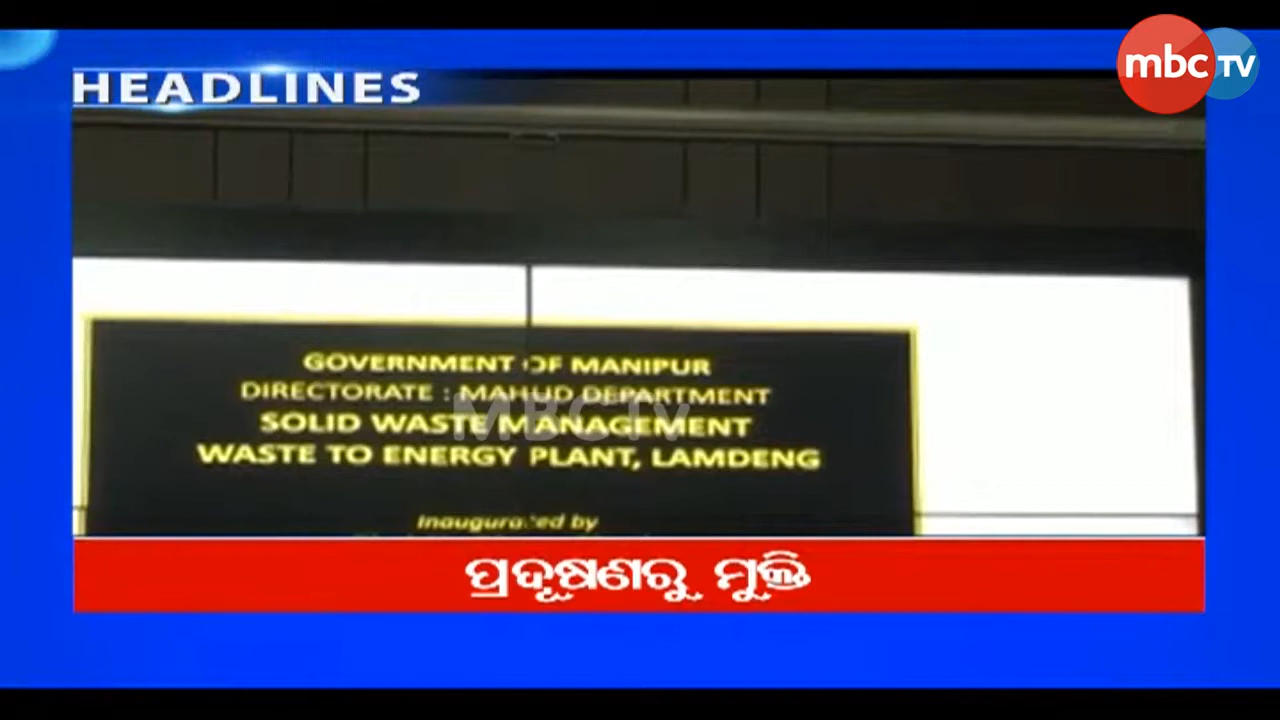 HEADLINES
mbc TV
GOVERNMENT OF MANIPUR
DIRECTORATE : MAHUD DEPARTMENT
SOLID WASTE MANAGEMENT
MBCTv
WASTE TO ENERGY PLANT, LAMDENG
Inaugurated by
ପ୍ରଦୂଷଣରୁ ମୁକ୍ତି